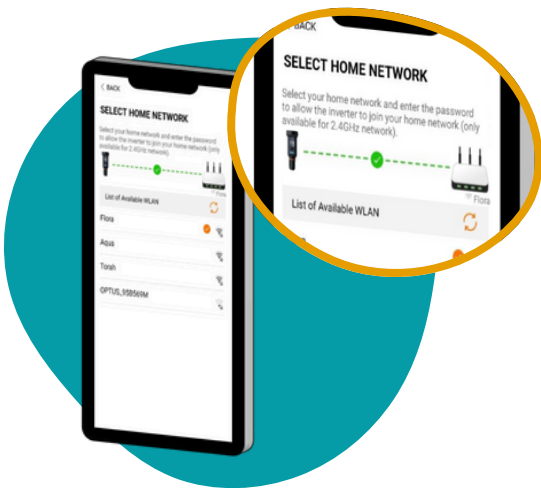 < BACK
SELECT HOME NETWORK
Select your home network and enter the password
to allow the inverter to join your home network (only
available for 2.4GHz network).
Flora
List of Available WLAN
Flora
Aqua
Torah
OPTUS_B5B569M
BACK
SELECT HOME NETWORK
Select your home network and enter the password
to allow the inverter to join your home network (only
available for 2.4GHz network).
Flora
List of Available WLAN